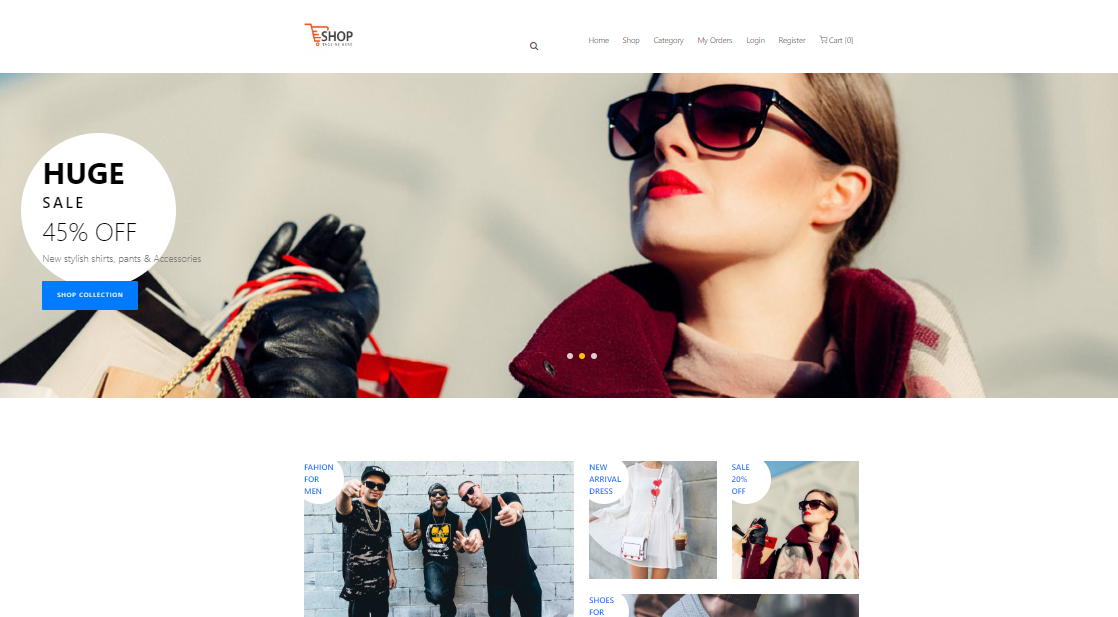 SHOP
TAGLINE HERE
Home Shop Category My Orders Login Register Cart (0)
HUGE
SALE
45% OFF
New stylish shirts, pants & Accessories
SHOP COLLECTION
FAHION
FOR
MEN
NEW
ARRIVAL
DRESS
SALE
20%
OFF
SHOES
FOR